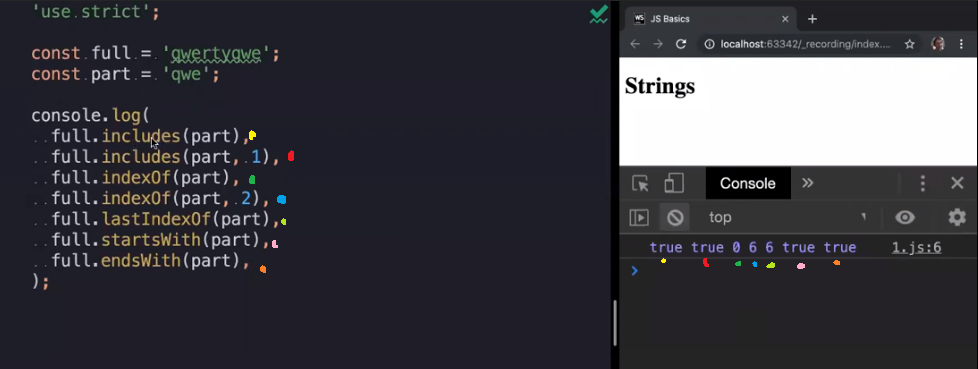 'use strict';
const full = 'qwertyqwe';
const part = 'qwe';
console.log(
full.includes(part),
full.includes(part, 1),
full.indexOf(part),
full.indexOf(part, 2),
full.lastIndexOf(part),
full.startsWith(part),
full.endsWith(part),
);
JS Basics
localhost:63342/_recording/index....
Strings
Console
top
true true 0 6 6 true true 1.js:6